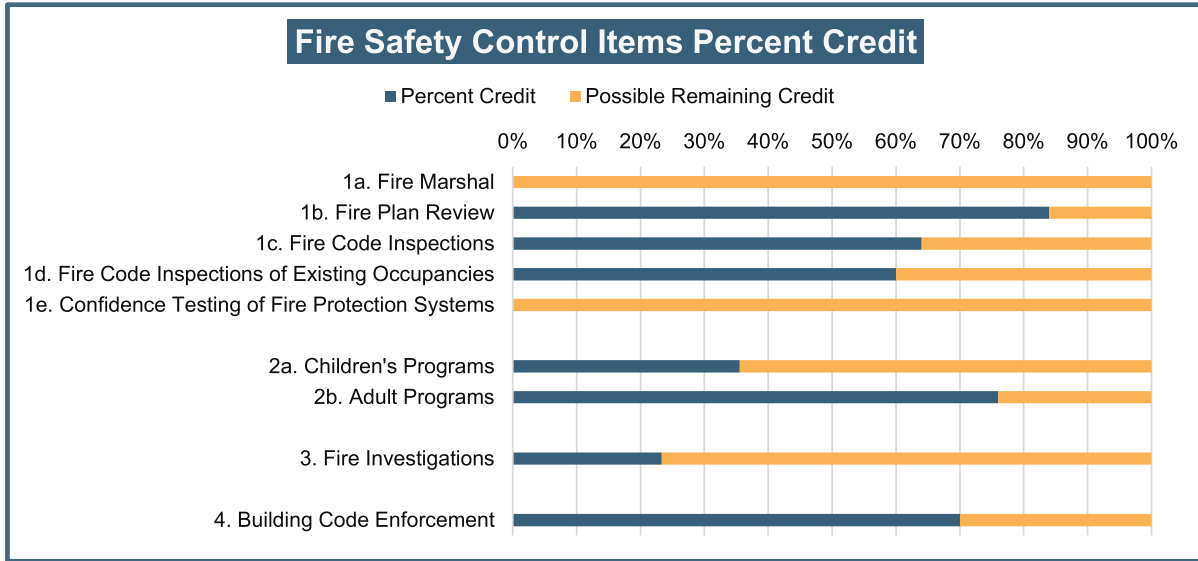 Fire Safety Control Items Percent Credit
Percent Credit Possible Remaining Credit
0% 10% 20% 30% 40% 50% 60% 70% 80% 90% 100%
1a. Fire Marshal
1b. Fire Plan Review
1c. Fire Code Inspections
1d. Fire Code Inspections of Existing Occupancies
1e. Confidence Testing of Fire Protection Systems
2a. Children's Programs
2b. Adult Programs
3. Fire Investigations
4. Building Code Enforcement